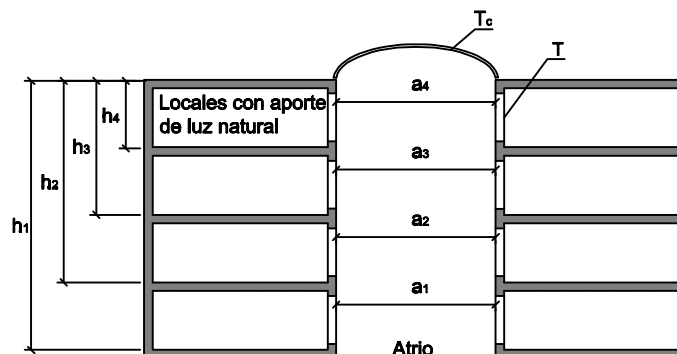 Tc
T
Locales con aporte
de luz natural
a4
h4
a3
h3
h2
a2
h1
a1
Atrio